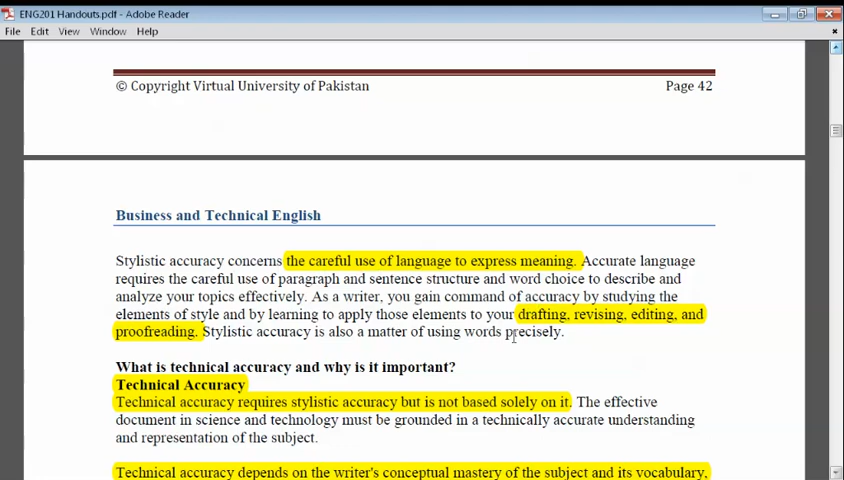 ENG201 Handouts.pdf - Adobe Reader
File Edit View Window Help
© Copyright Virtual University of Pakistan Page 42
Business and Technical English
Stylistic accuracy concerns the careful use of language to express meaning. Accurate language
requires the careful use of paragraph and sentence structure and word choice to describe and
analyze your topics effectively. As a writer, you gain command of accuracy by studying the
elements of style and by learning to apply those elements to your drafting, revising, editing, and
proofreading. Stylistic accuracy is also a matter of using words precisely.
What is technical accuracy and why is it important?
Technical Accuracy
Technical accuracy requires stylistic accuracy but is not based solely on it. The effective
document in science and technology must be grounded in a technically accurate understanding
and representation of the subject.
Technical accuracy depends on the writer's conceptual mastery of the subject and its vocabulary,